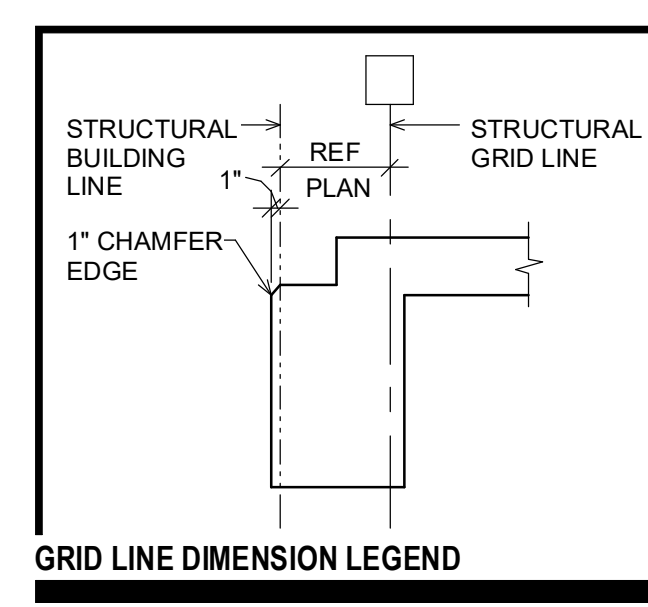 STRUCTURAL
BUILDING
LINE
REF
PLAN
STRUCTURAL
GRID LINE
1"
1" CHAMFER
EDGE
GRID LINE DIMENSION LEGEND